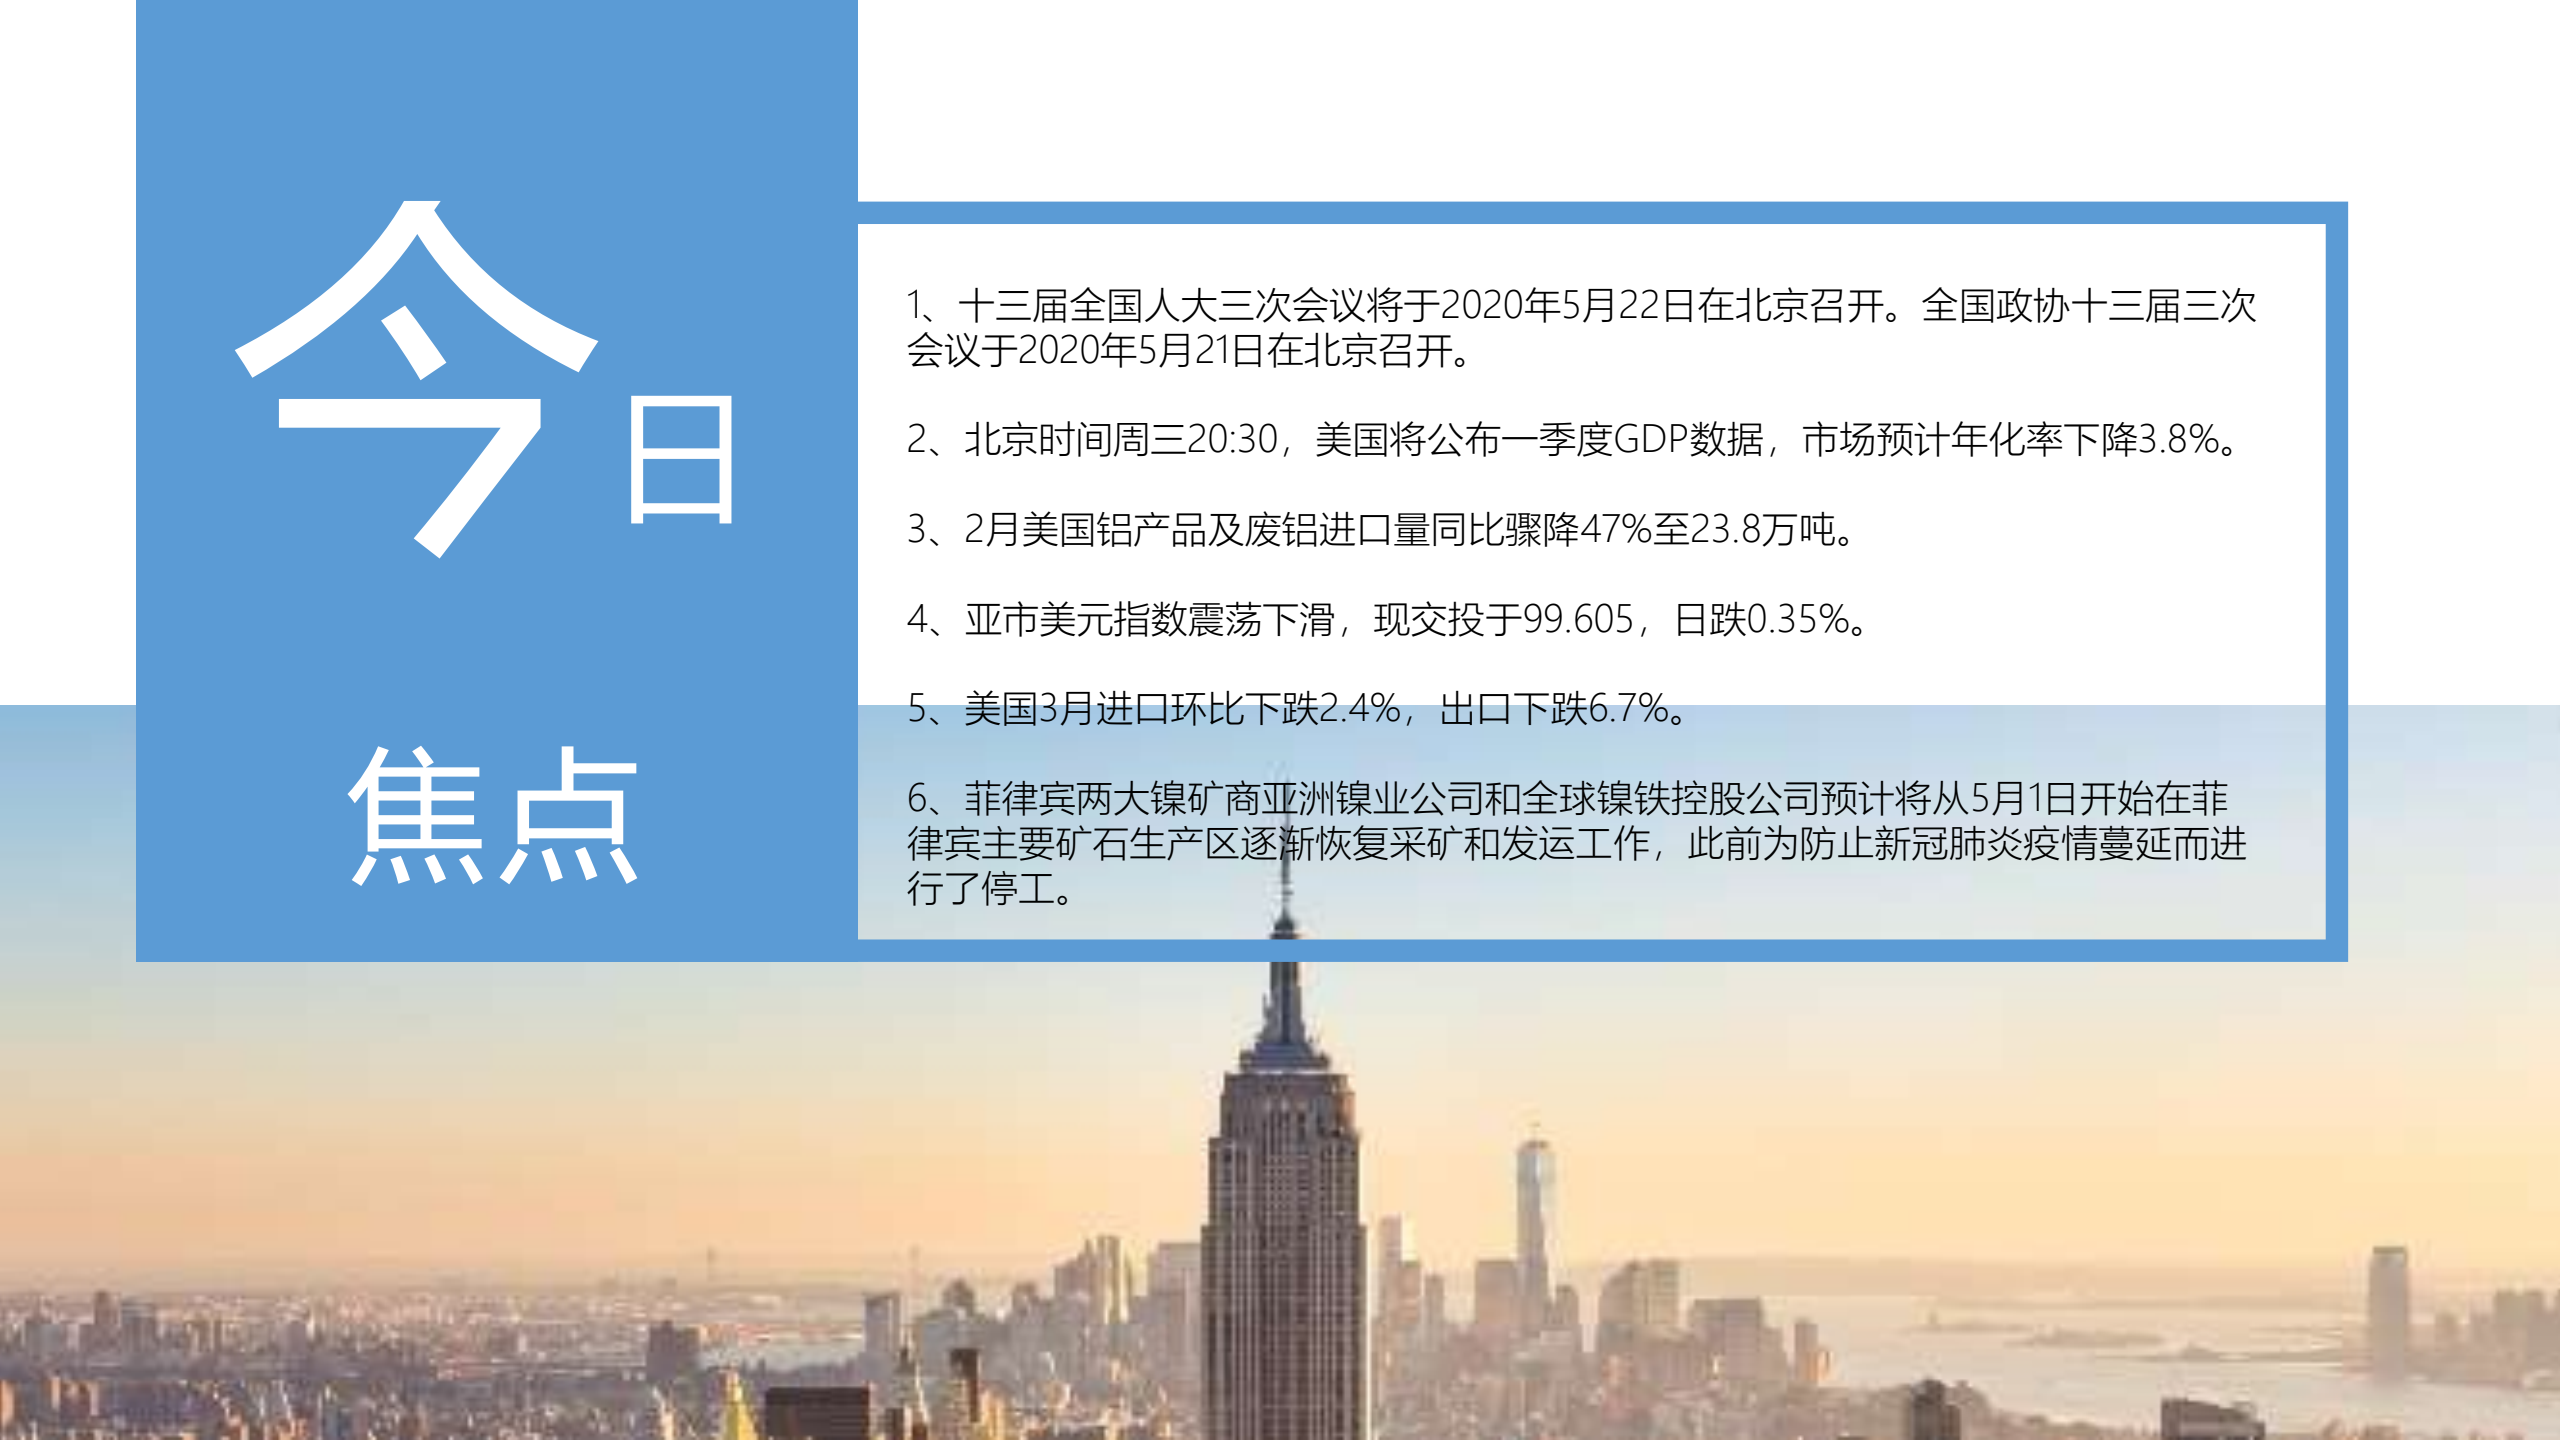 今日
焦点
1、十三届全国人大三次会议将于2020年5月22日在北京召开。全国政协十三届三次
会议于2020年5月21日在北京召开。
2、北京时间周三20:30，美国将公布一季度GDP数据，市场预计年化率下降3.8%。
3、2月美国铝产品及废铝进口量同比骤降47%至23.8万吨。
4、亚市美元指数震荡下滑，现交投于99.605，日跌0.35%。
5、美国3月进口环比下跌2.4%，出口下跌6.7%。
6、菲律宾两大镍矿商亚洲镍业公司和全球镍铁控股公司预计将从5月1日开始在菲
律宾主要矿石生产区逐渐恢复采矿和发运工作，此前为防止新冠肺炎疫情蔓延而进
行了停工。